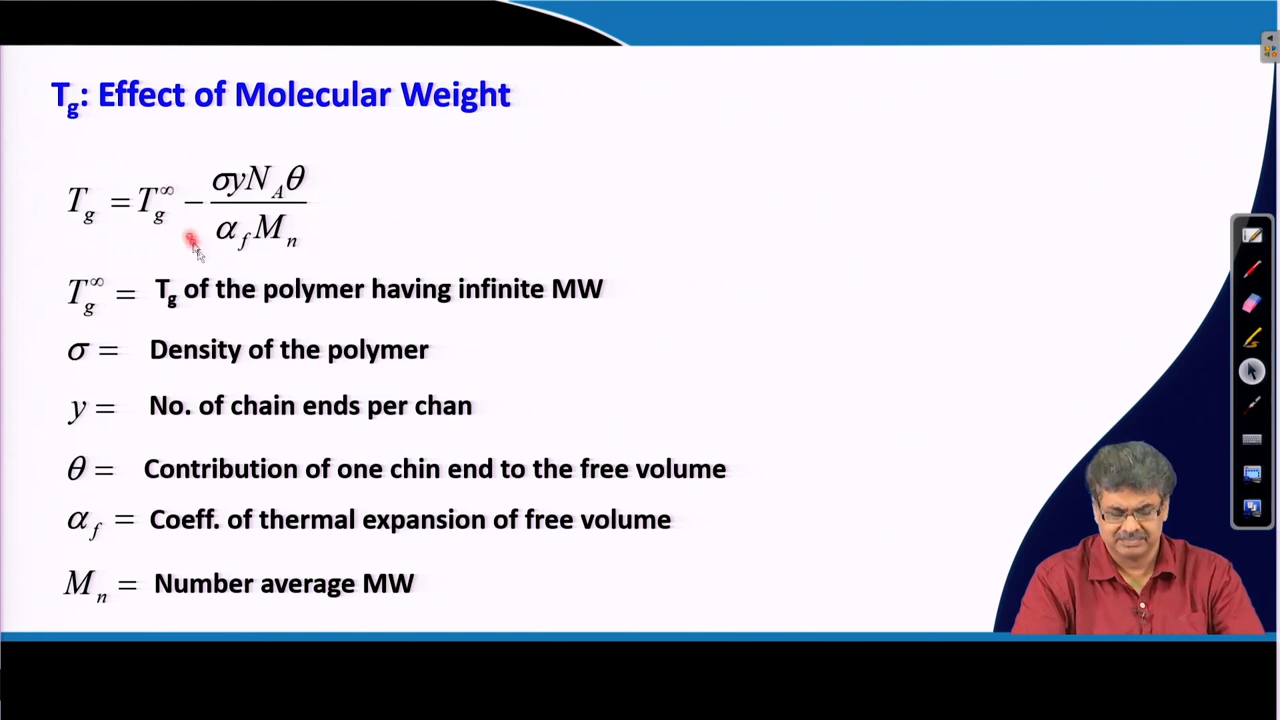 Tg: Effect of Molecular Weight
T_g = T_g^∞ − σyN_Aθ / α_f M_n
T_g^∞ = Tg of the polymer having infinite MW
σ = Density of the polymer
y = No. of chain ends per chan
θ = Contribution of one chin end to the free volume
α_f = Coeff. of thermal expansion of free volume
M_n = Number average MW